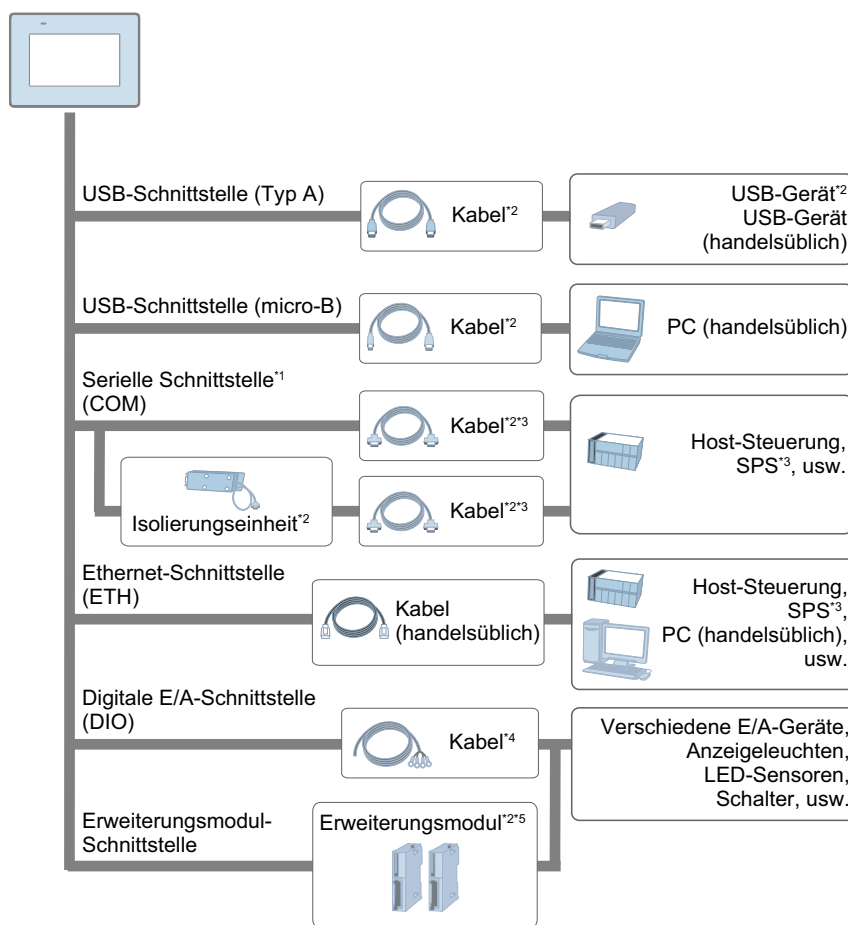 USB-Schnittstelle (Typ A)
Kabel*2
USB-Gerät*2
USB-Gerät
(handelsüblich)
USB-Schnittstelle (micro-B)
Kabel*2
PC (handelsüblich)
Serielle Schnittstelle*1
(COM)
Kabel*2*3
Host-Steuerung,
SPS*3, usw.
Isolierungseinheit*2
Kabel*2*3
Ethernet-Schnittstelle
(ETH)
Kabel
(handelsüblich)
Host-Steuerung,
SPS*3,
PC (handelsüblich),
usw.
Digitale E/A-Schnittstelle
(DIO)
Kabel*4
Verschiedene E/A-Geräte,
Anzeigeleuchten,
LED-Sensoren,
Schalter, usw.
Erweiterungsmodul-
Schnittstelle
Erweiterungsmodul*2*5